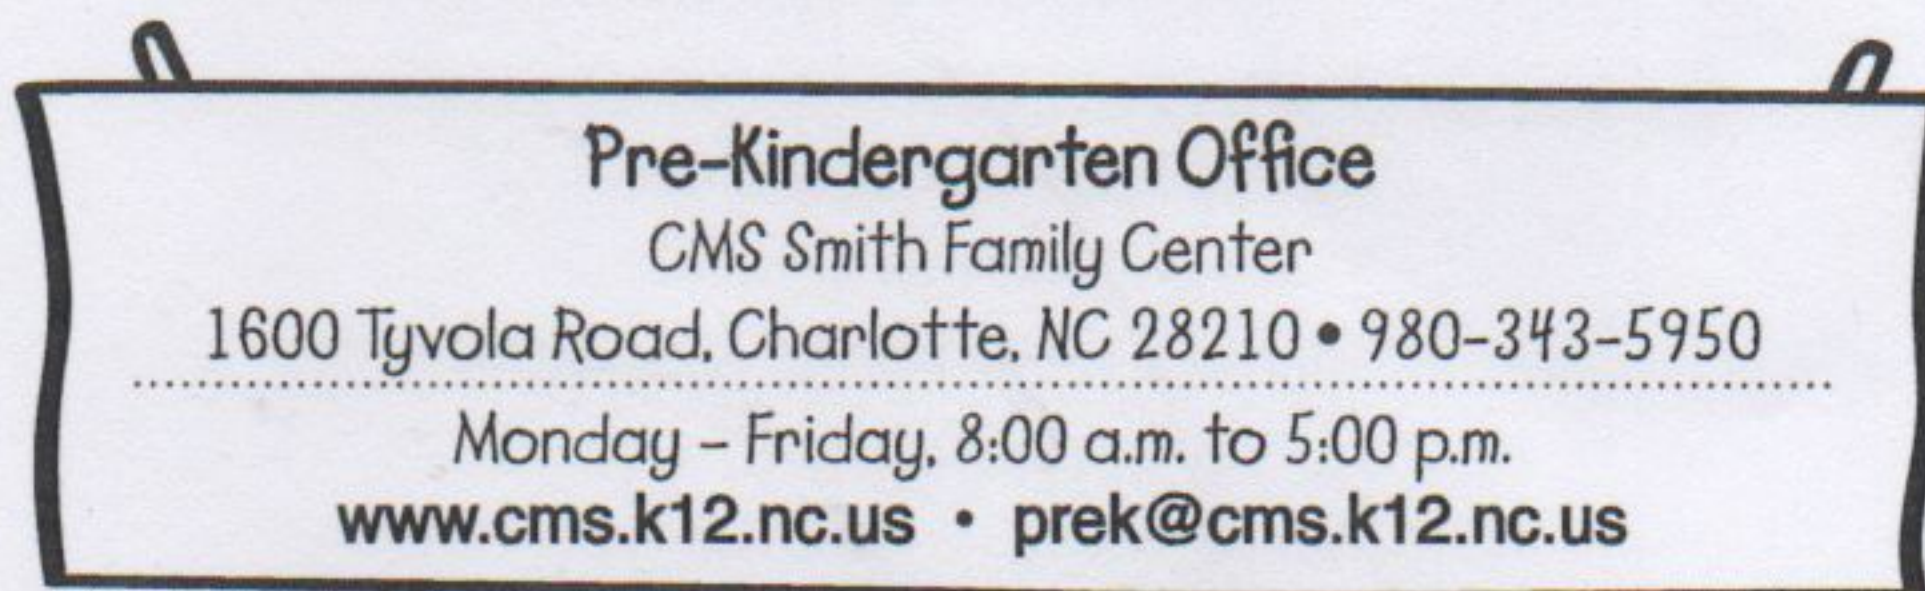 Pre-Kindergarten Office
CMS Smith Family Center
1600 Tyvola Road, Charlotte, NC 28210 • 980-343-5950
Monday - Friday, 8:00 a.m. to 5:00 p.m.
www.cms.k12.nc.us • prek@cms.k12.nc.us